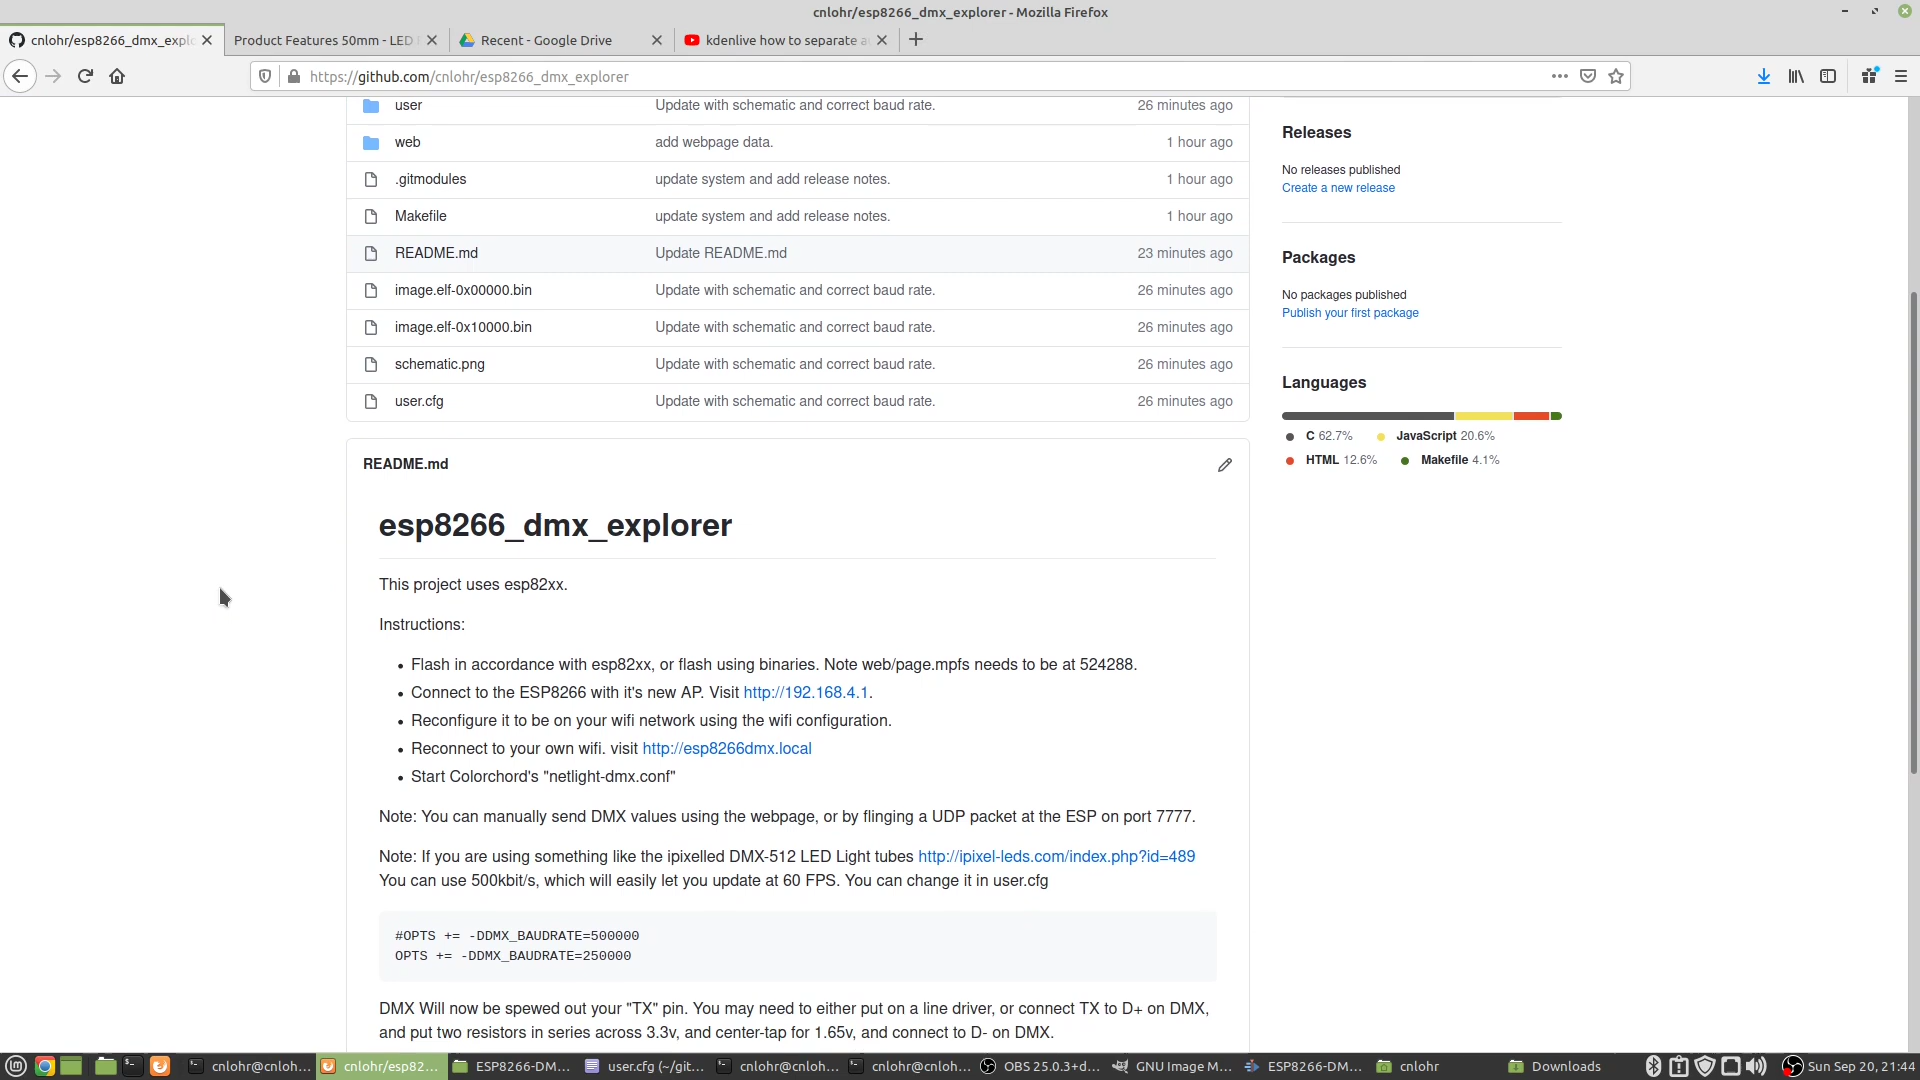 cnlohr/esp8266_dmx_explorer - Mozilla Firefox
cnlohr/esp8266_dmx_expl
Product Features 50mm - LED
Recent - Google Drive
kdenlive how to separate a
https://github.com/cnlohr/esp8266_dmx_explorer
user Update with schematic and correct baud rate. 26 minutes ago
web add webpage data. 1 hour ago
.gitmodules update system and add release notes. 1 hour ago
Makefile update system and add release notes. 1 hour ago
README.md Update README.md 23 minutes ago
image.elf-0x00000.bin Update with schematic and correct baud rate. 26 minutes ago
image.elf-0x10000.bin Update with schematic and correct baud rate. 26 minutes ago
schematic.png Update with schematic and correct baud rate. 26 minutes ago
user.cfg Update with schematic and correct baud rate. 26 minutes ago
Releases
No releases published
Create a new release
Packages
No packages published
Publish your first package
Languages
C 62.7% JavaScript 20.6%
HTML 12.6% Makefile 4.1%
README.md
esp8266_dmx_explorer
This project uses esp82xx.
Instructions:
• Flash in accordance with esp82xx, or flash using binaries. Note web/page.mpfs needs to be at 524288.
• Connect to the ESP8266 with it's new AP. Visit http://192.168.4.1.
• Reconfigure it to be on your wifi network using the wifi configuration.
• Reconnect to your own wifi. visit http://esp8266dmx.local
• Start Colorchord's "netlight-dmx.conf"
Note: You can manually send DMX values using the webpage, or by flinging a UDP packet at the ESP on port 7777.
Note: If you are using something like the ipixelled DMX-512 LED Light tubes http://ipixel-leds.com/index.php?id=489
You can use 500kbit/s, which will easily let you update at 60 FPS. You can change it in user.cfg
#OPTS += -DDMX_BAUDRATE=500000
OPTS += -DDMX_BAUDRATE=250000
DMX Will now be spewed out your "TX" pin. You may need to either put on a line driver, or connect TX to D+ on DMX,
and put two resistors in series across 3.3v, and center-tap for 1.65v, and connect to D- on DMX.
cnlohr@cnloh...
cnlohr/esp82...
ESP8266-DM...
user.cfg (~/git...
cnlohr@cnloh...
cnlohr@cnloh...
OBS 25.0.3+d...
GNU Image M...
ESP8266-DM...
cnlohr
Downloads
Sun Sep 20, 21:44